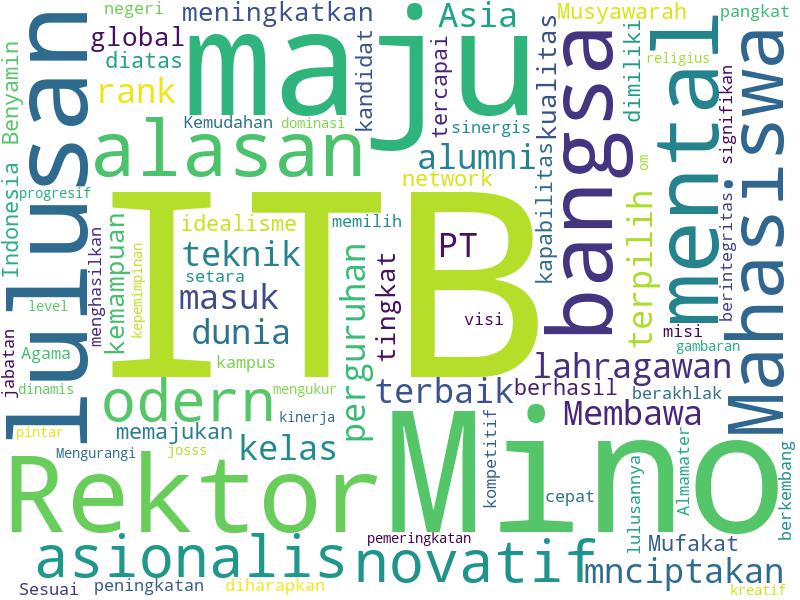 negeri
meningkatkan
Asia
Musyawarah
pangkat
global
maju
religius
diatas
rank
Kemudahan
dominasi
kandidat
tercapai
sinergis
kualitas
dimiliki
signifikan
Indonesia
Benyamin
lulusan
alasan
alumni
bangsa
mental
Mahasiswa
om
network
kapabilitas
progresif
ITB
idealisme
memilih
kemampuan
menghasilkan
kepemimpinan
teknik
setara
masuk
dunia
kampus
PT
visi
perguruhan
tingkat
terpilih
berintegritas
misi
gambaran
level
jabatan
Agama
dinamis
lahragawan
odern
mengukur
terbaik
berhasil
berakhlak
kinerja
Membawa
pintar
memajukan
kelas
Mengurangi
josss
Rektor
Mino
kompetitif
cepat
lulusannya
Almamater
berkembang
pemeringkatan
Mufakat
asionalis
novatif
mnciptakan
Sesuai
peningkatan
diharapkan
kreatif